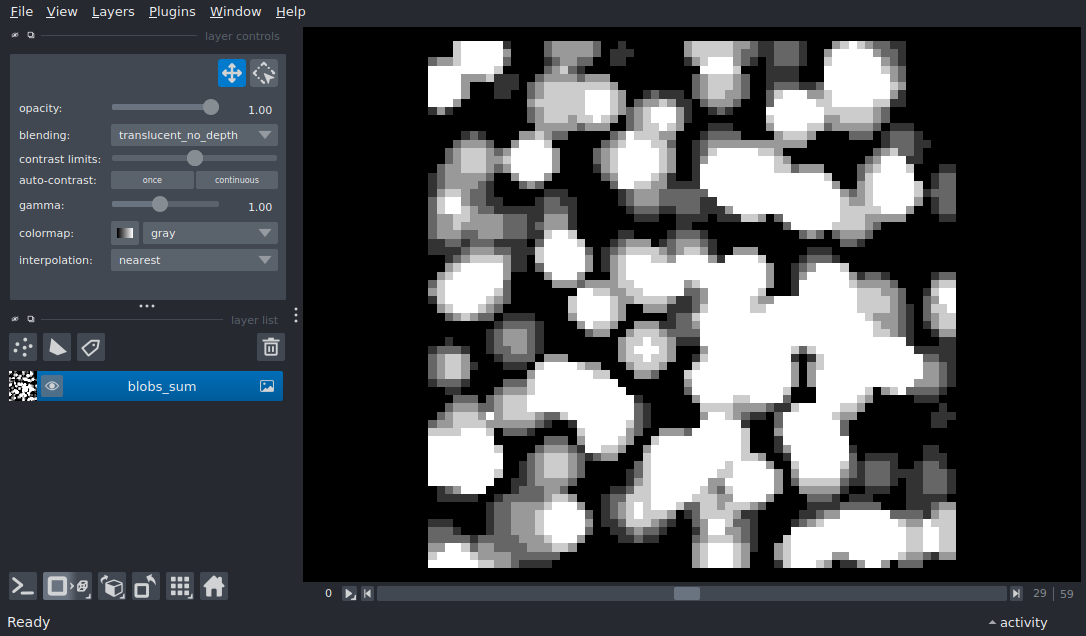 File View Layers Plugins Window Help
layer controls
opacity: 1.00
blending: translucent_no_depth
contrast limits:
auto-contrast: once continuous
gamma: 1.00
colormap: gray
interpolation: nearest
layer list
blobs_sum
0 29 59
Ready activity